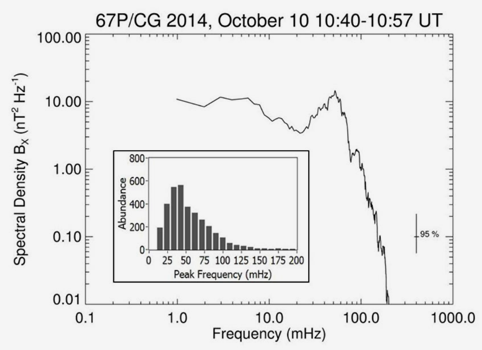 67P/CG 2014, October 10 10:40-10:57 UT
Spectral Density Bx (nT² Hz⁻¹)
100.00
10.00
1.00
0.10
0.01
95 %
Abundance
800
600
400
200
0
0 25 50 75 100 125 150 175 200
Peak Frequency (mHz)
0.1 1.0 10.0 100.0 1000.0
Frequency (mHz)